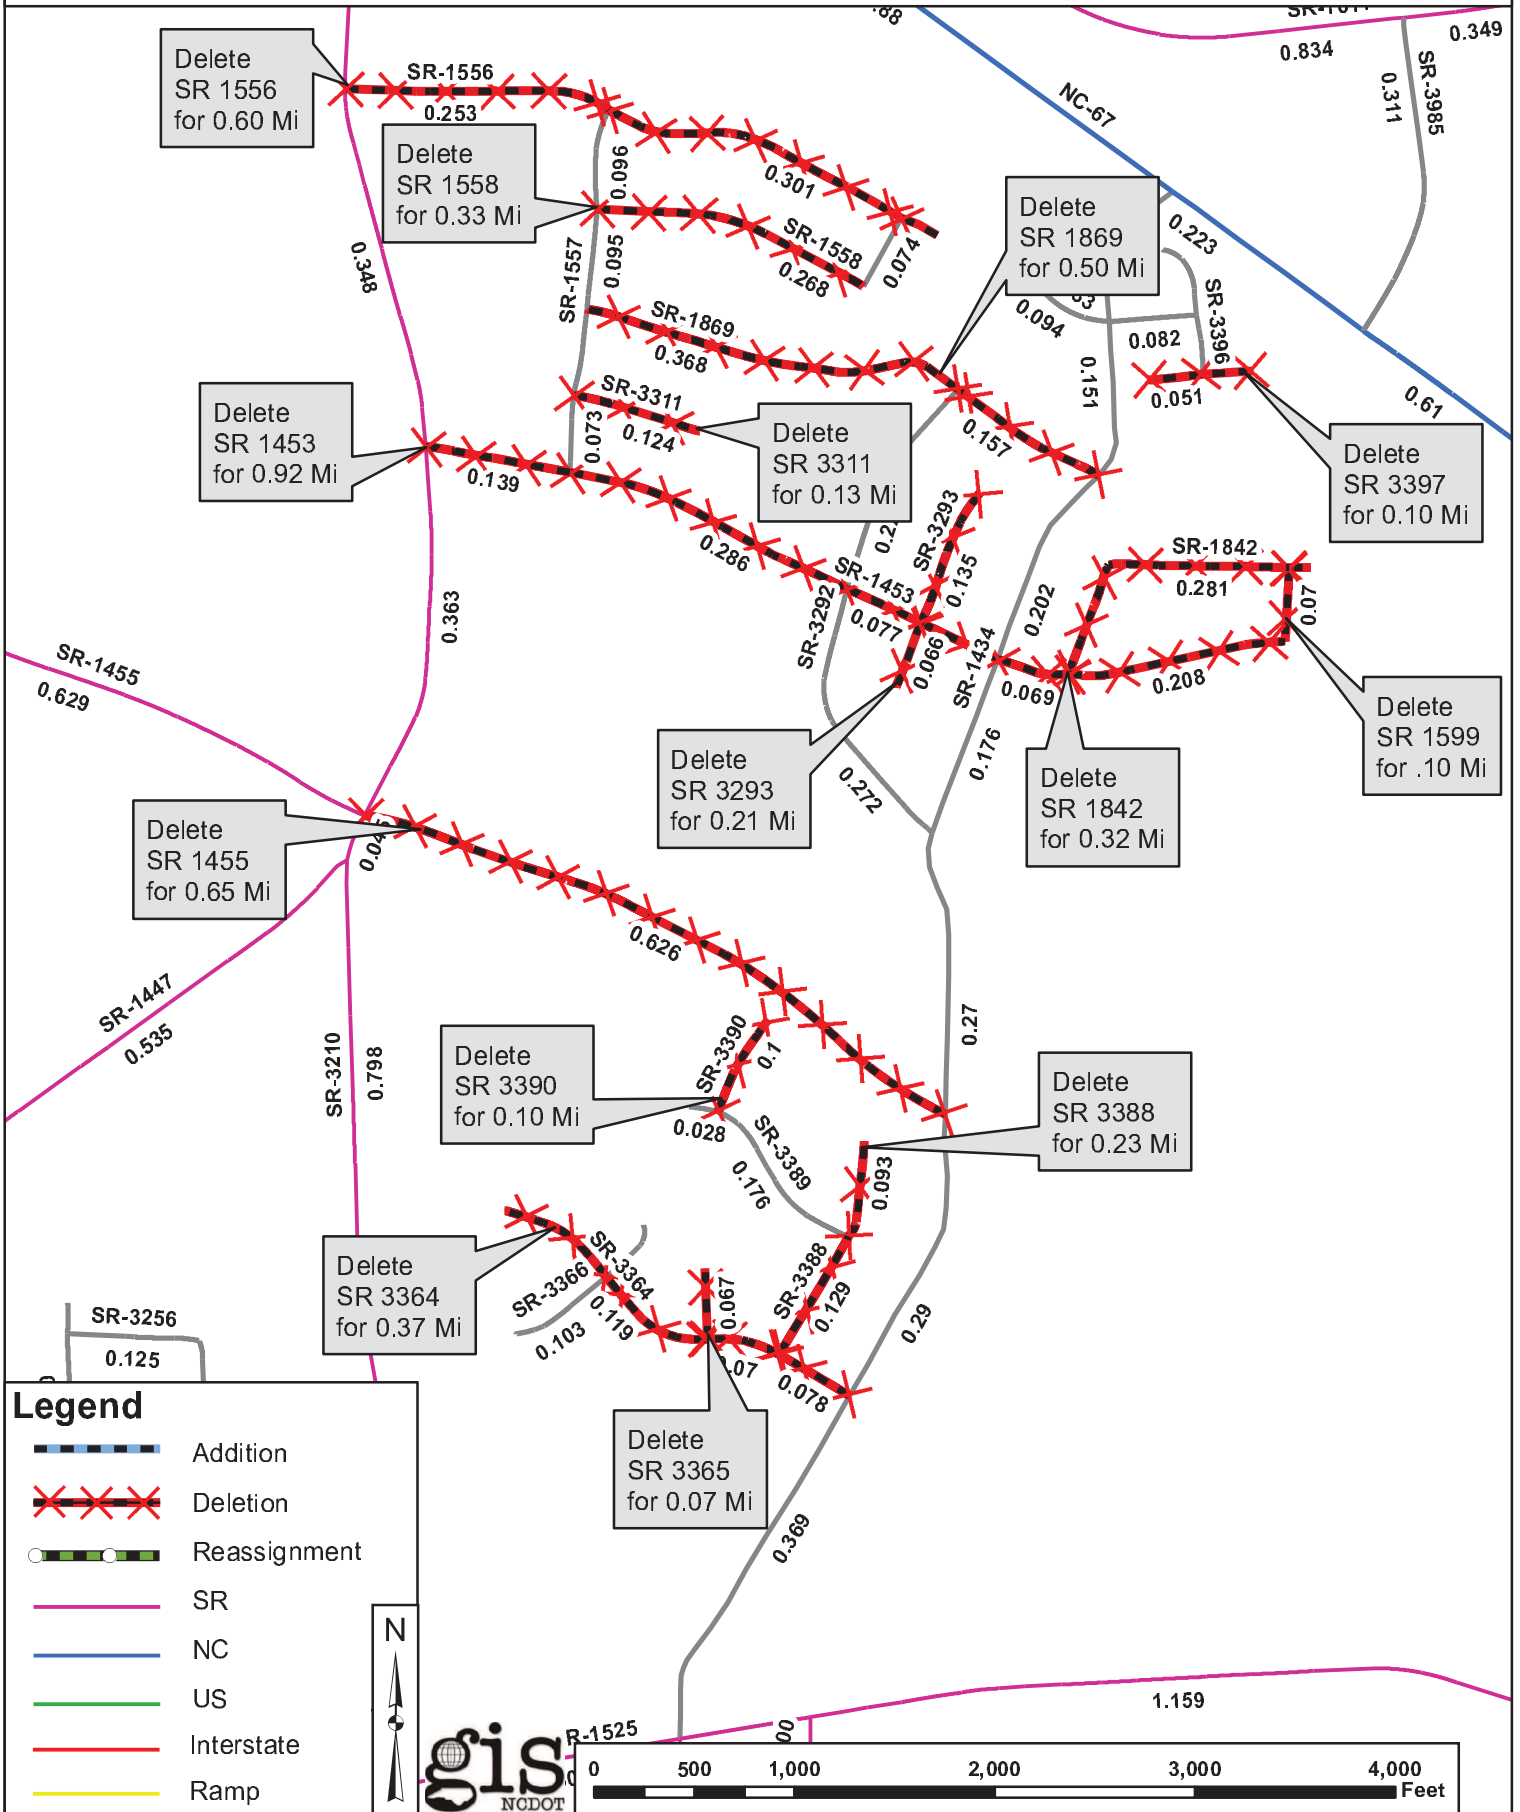 .88
SR-1611
0.834
0.349
SR-3985
0.311
NC-67
Delete
SR 1556
for 0.60 Mi
SR-1556
0.253
Delete
SR 1558
for 0.33 Mi
0.096
0.301
SR-1558
0.268
0.074
SR-1557
0.095
0.348
Delete
SR 1869
for 0.50 Mi
0.223
SR-3396
0.094
0.082
0.151
0.051
0.61
SR-1869
0.368
SR-3311
0.124
0.073
0.157
Delete
SR 1453
for 0.92 Mi
0.139
Delete
SR 3311
for 0.13 Mi
Delete
SR 3397
for 0.10 Mi
0.286
SR-3293
0.135
SR-1453
0.077
SR-3292
0.066
SR-1434
0.202
0.069
SR-1842
0.281
0.07
0.208
0.363
SR-1455
0.629
Delete
SR 3293
for 0.21 Mi
0.272
0.176
Delete
SR 1842
for 0.32 Mi
Delete
SR 1599
for .10 Mi
Delete
SR 1455
for 0.65 Mi
0.626
SR-1447
0.535
SR-3210
0.798
0.27
Delete
SR 3390
for 0.10 Mi
SR-3390
0.1
0.028
SR-3389
0.176
Delete
SR 3388
for 0.23 Mi
0.093
SR-3388
0.129
0.29
Delete
SR 3364
for 0.37 Mi
SR-3364
SR-3366
0.119
0.103
0.067
0.07
0.078
SR-3256
0.125
Delete
SR 3365
for 0.07 Mi
0.369
1.159
R-1525
00
Legend
Addition
Deletion
Reassignment
SR
NC
US
Interstate
Ramp
N
gis
NCDOT
0 500 1,000 2,000 3,000 4,000
Feet